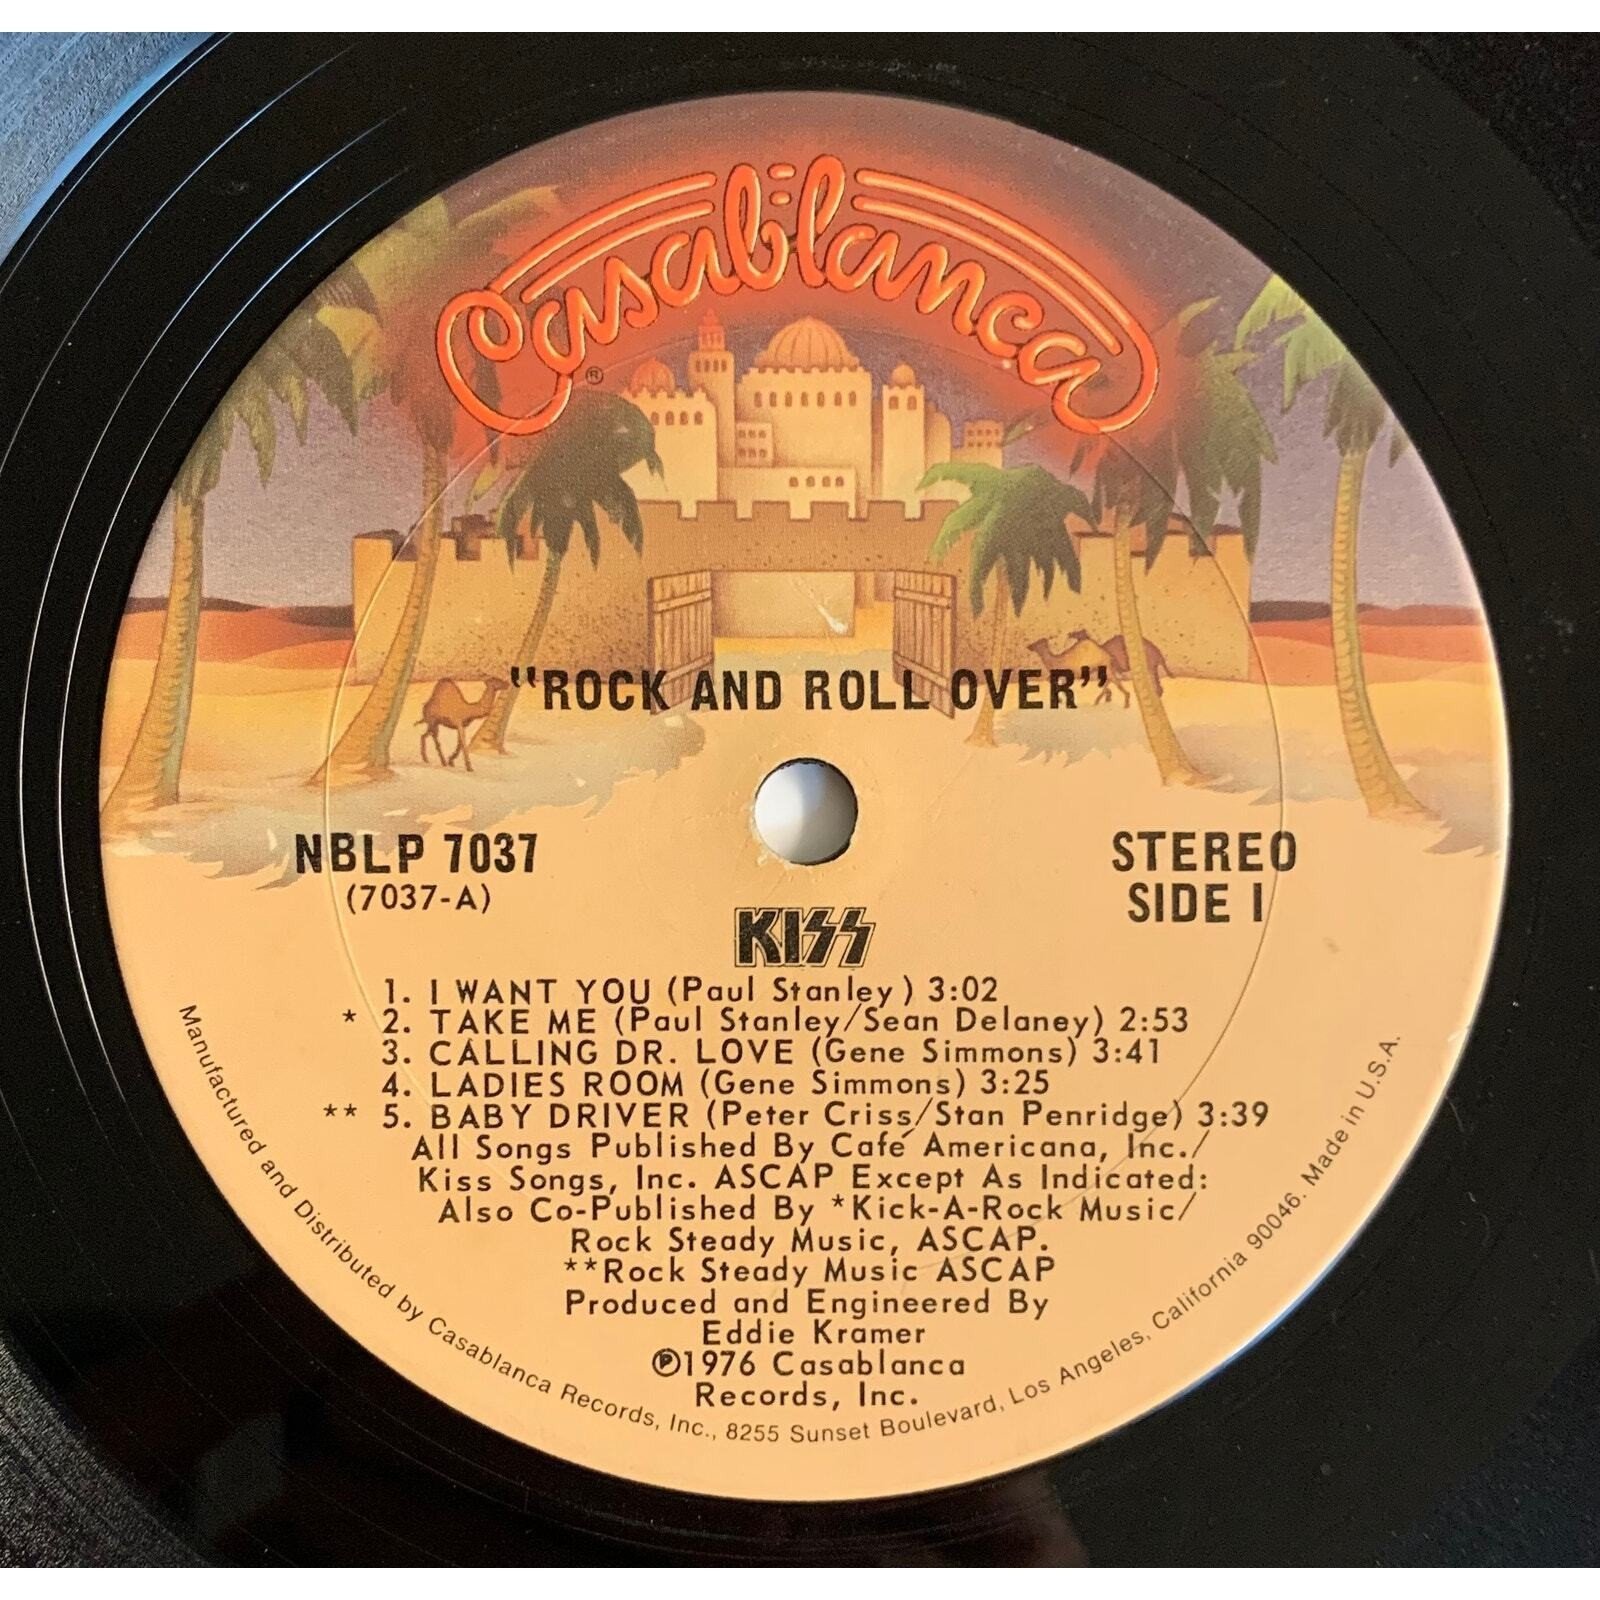 Casablanca
®
"ROCK AND ROLL OVER"
NBLP 7037
(7037-A)
STEREO
SIDE 1
KISS
1. I WANT YOU (Paul Stanley) 3:02
* 2. TAKE ME (Paul Stanley/Sean Delaney) 2:53
3. CALLING DR. LOVE (Gene Simmons) 3:41
4. LADIES ROOM (Gene Simmons) 3:25
** 5. BABY DRIVER (Peter Criss/Stan Penridge) 3:39
All Songs Published By Café Americana, Inc./
Kiss Songs, Inc. ASCAP Except As Indicated:
Also Co-Published By *Kick-A-Rock Music/
Rock Steady Music, ASCAP.
**Rock Steady Music ASCAP
Produced and Engineered By
Eddie Kramer
℗1976 Casablanca
Records, Inc.
Manufactured and Distributed by Casablanca Records, Inc., 8255 Sunset Boulevard, Los Angeles, California 90046. Made in U.S.A.